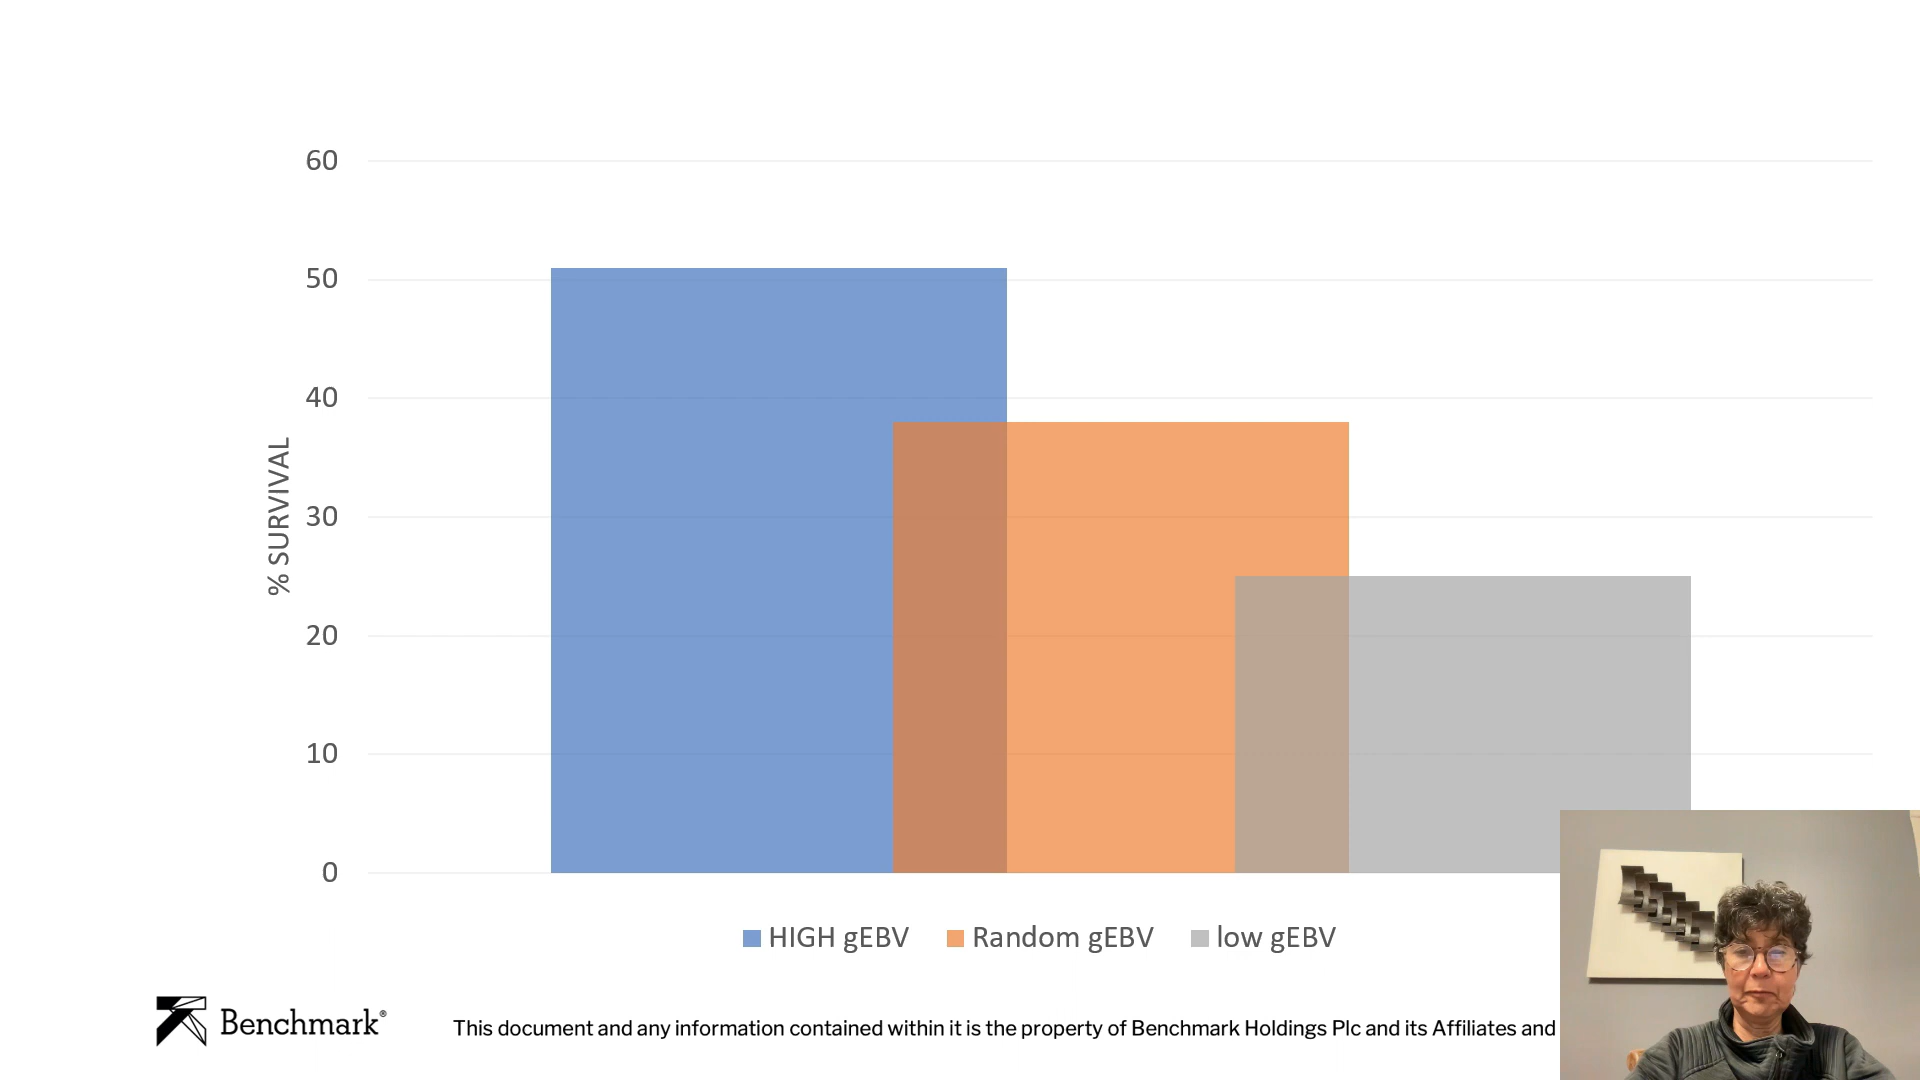 60
50
40
30
20
10
0
% SURVIVAL
HIGH gEBV Random gEBV low gEBV
Benchmark®
This document and any information contained within it is the property of Benchmark Holdings Plc and its Affiliates and